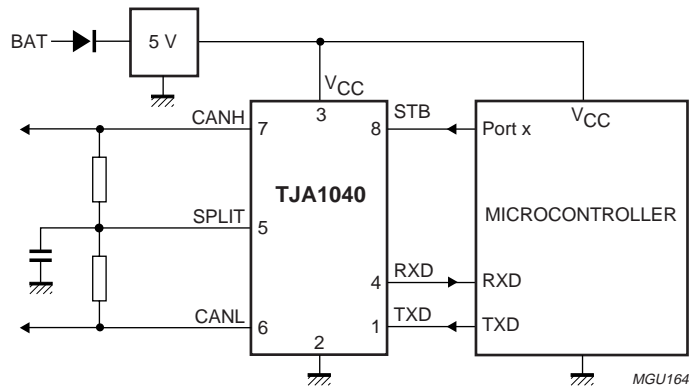 BAT
5 V
VCC
CANH
7
3
8
STB
Port x
VCC
TJA1040
SPLIT
5
MICROCONTROLLER
4
RXD
RXD
CANL
6
1
TXD
TXD
2
MGU164